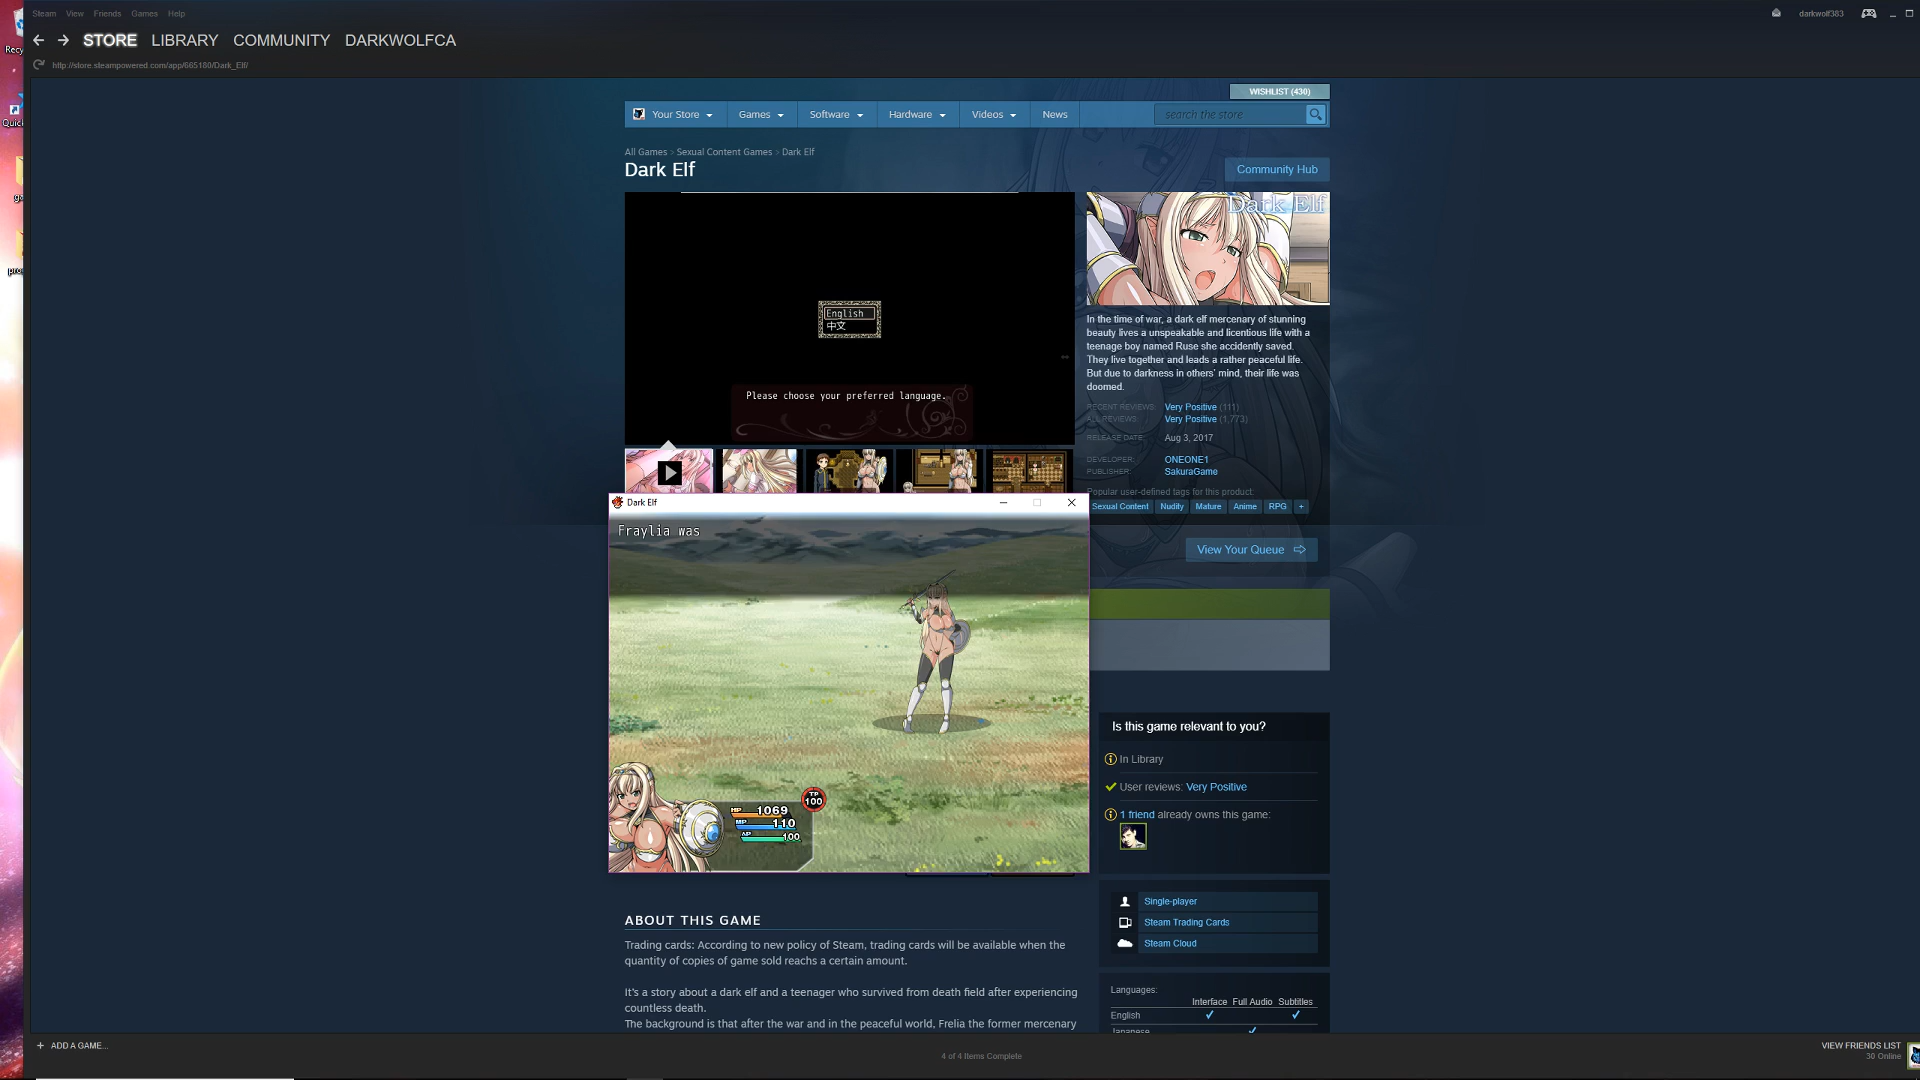 Steam View Friends Games Help
darkwolf383
STORE LIBRARY COMMUNITY DARKWOLFCA
http://store.steampowered.com/app/665180/Dark_Elf/
WISHLIST (430)
Your Store Games Software Hardware Videos News search the store
All Games > Sexual Content Games > Dark Elf
Dark Elf
Community Hub
English
中文
Please choose your preferred language.
Dark Elf
In the time of war, a dark elf mercenary of stunning
beauty lives a unspeakable and licentious life with a
teenage boy named Ruse she accidently saved.
They live together and leads a rather peaceful life.
But due to darkness in others' mind, their life was
doomed.
RECENT REVIEWS: Very Positive (111)
ALL REVIEWS: Very Positive (1,773)
RELEASE DATE: Aug 3, 2017
DEVELOPER: ONEONE1
PUBLISHER: SakuraGame
Popular user-defined tags for this product:
Sexual Content Nudity Mature Anime RPG +
View Your Queue
Dark Elf
Fraylia was
HP 1069
MP 110
AP 100
TP
100
Is this game relevant to you?
In Library
User reviews: Very Positive
1 friend already owns this game:
Single-player
Steam Trading Cards
Steam Cloud
Languages:
Interface Full Audio Subtitles
English ✔ ✔
Japanese ✔
ABOUT THIS GAME
Trading cards: According to new policy of Steam, trading cards will be available when the
quantity of copies of game sold reachs a certain amount.
It's a story about a dark elf and a teenager who survived from death field after experiencing
countless death.
The background is that after the war and in the peaceful world, Frelia the former mercenary
+ ADD A GAME...
4 of 4 Items Complete
VIEW FRIENDS LIST
30 Online